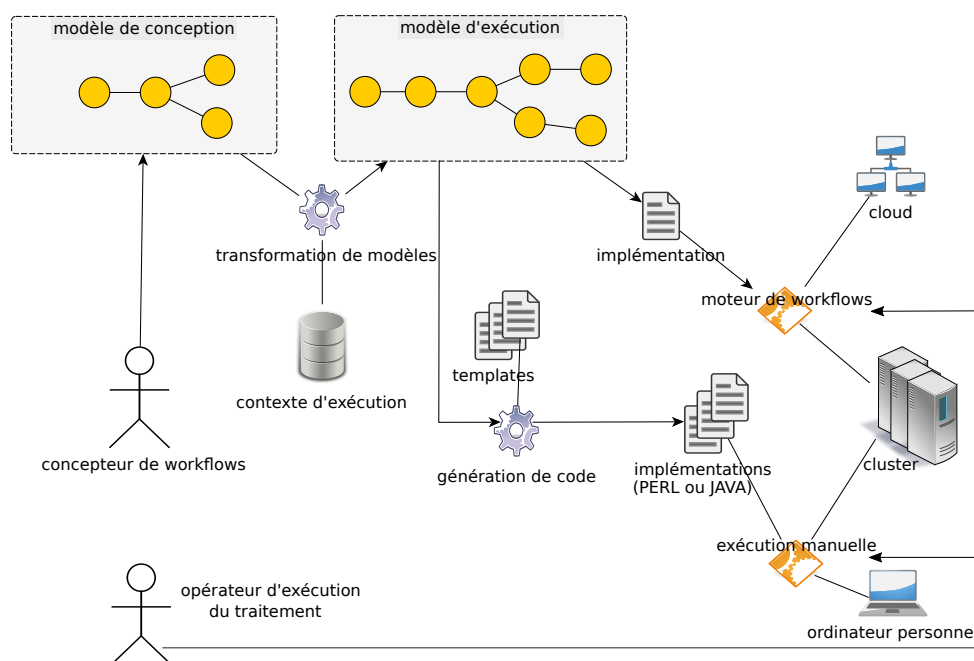 modèle de conception
modèle d'exécution
cloud
transformation de modèles
implémentation
moteur de workflows
templates
contexte d'exécution
concepteur de workflows
génération de code
implémentations
(PERL ou JAVA)
cluster
exécution manuelle
opérateur d'exécution
du traitement
ordinateur personne